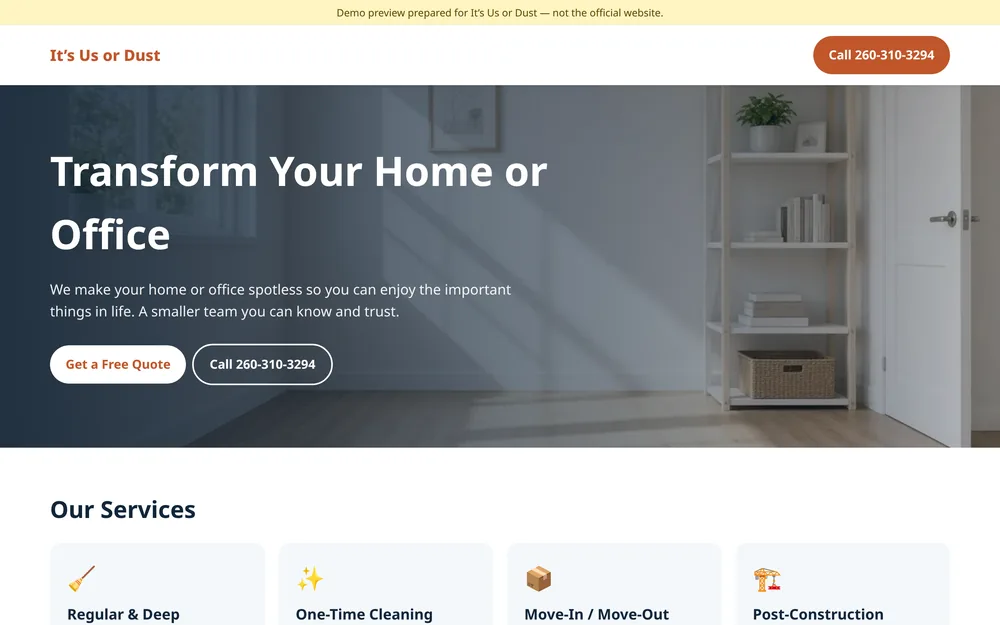 Demo preview prepared for It’s Us or Dust — not the official website.
It’s Us or Dust
Call 260-310-3294
Transform Your Home or
Office
We make your home or office spotless so you can enjoy the important
things in life. A smaller team you can know and trust.
Get a Free Quote
Call 260-310-3294
Our Services
Regular & Deep
One-Time Cleaning
Move-In / Move-Out
Post-Construction